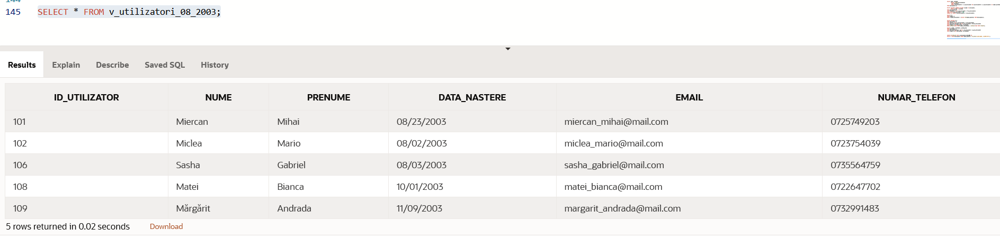 145 SELECT * FROM v_utilizatori_08_2003;
Results Explain Describe Saved SQL History
ID_UTILIZATOR NUME PRENUME DATA_NASTERE EMAIL NUMAR_TELEFON
101 Miercan Mihai 08/23/2003 miercan_mihai@mail.com 0725749203
102 Miclea Mario 08/02/2003 miclea_mario@mail.com 0723754039
106 Sasha Gabriel 08/03/2003 sasha_gabriel@mail.com 0735564759
108 Matei Bianca 10/01/2003 matei_bianca@mail.com 0722647702
109 Mărgărit Andrada 11/09/2003 margarit_andrada@mail.com 0732991483
5 rows returned in 0.02 seconds Download